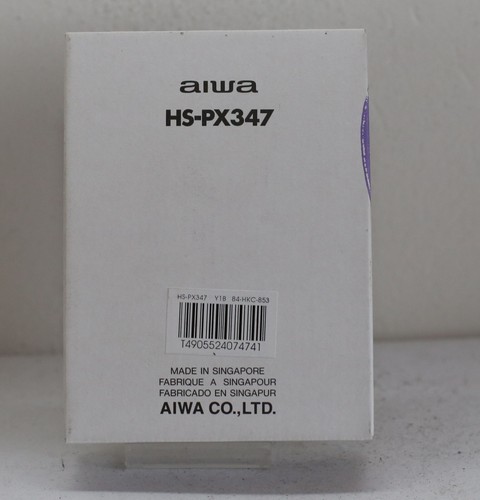 aiwa
HS-PX347
HS-PX347 Y18 84-HKC-853
T4905524074741
MADE IN SINGAPORE
FABRIQUE A SINGAPOUR
FABRICADO EN SINGAPUR
AIWA CO.,LTD.